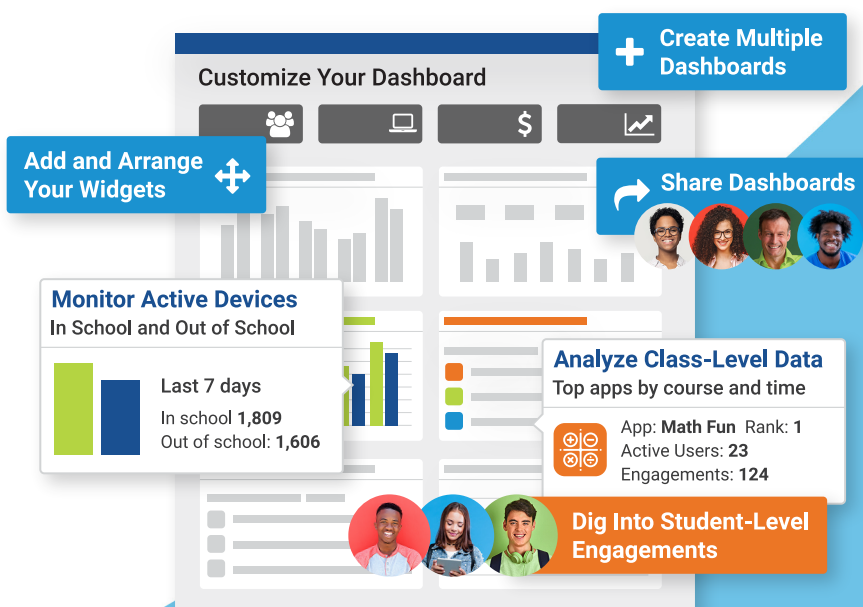 Create Multiple
Dashboards
Customize Your Dashboard
$
Add and Arrange
Your Widgets
Share Dashboards
Monitor Active Devices
In School and Out of School
Last 7 days
In school 1,809
Out of school: 1,606
Analyze Class-Level Data
Top apps by course and time
App: Math Fun Rank: 1
Active Users: 23
Engagements: 124
Dig Into Student-Level
Engagements